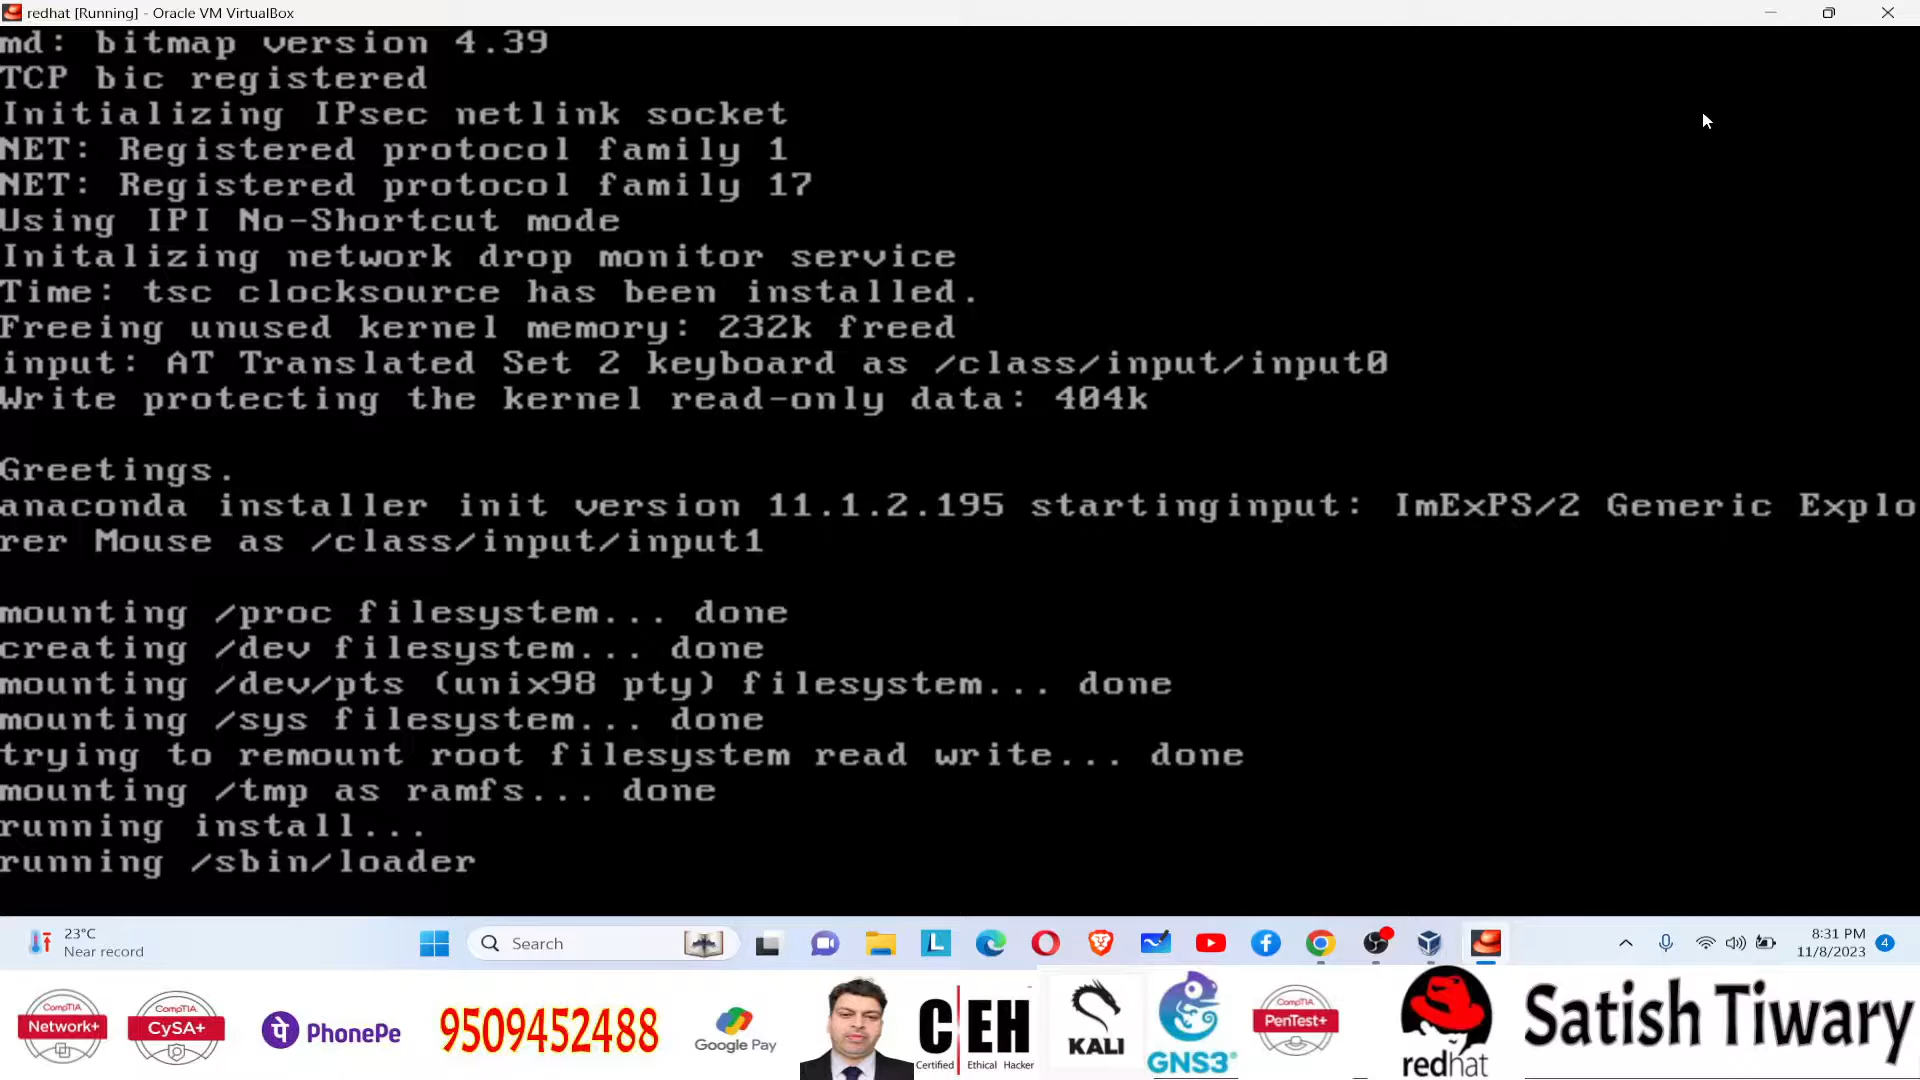 redhat [Running] - Oracle VM VirtualBox
md: bitmap version 4.39
TCP bic registered
Initializing IPsec netlink socket
NET: Registered protocol family 1
NET: Registered protocol family 17
Using IPI No-Shortcut mode
Initalizing network drop monitor service
Time: tsc clocksource has been installed.
Freeing unused kernel memory: 232k freed
input: AT Translated Set 2 keyboard as /class/input/input0
Write protecting the kernel read-only data: 404k
Greetings.
anaconda installer init version 11.1.2.195 startinginput: ImExPS/2 Generic Explo
rer Mouse as /class/input/input1
mounting /proc filesystem... done
creating /dev filesystem... done
mounting /dev/pts (unix98 pty) filesystem... done
mounting /sys filesystem... done
trying to remount root filesystem read write... done
mounting /tmp as ramfs... done
running install...
running /sbin/loader
23°C
Near record
Search
L
8:31 PM
11/8/2023
4
CompTIA
Network+
CompTIA
CySA+
PhonePe
9509452488
Google Pay
CEH
Certified Ethical Hacker
KALI
GNS3
CompTIA
PenTest+
redhat
Satish Tiwary